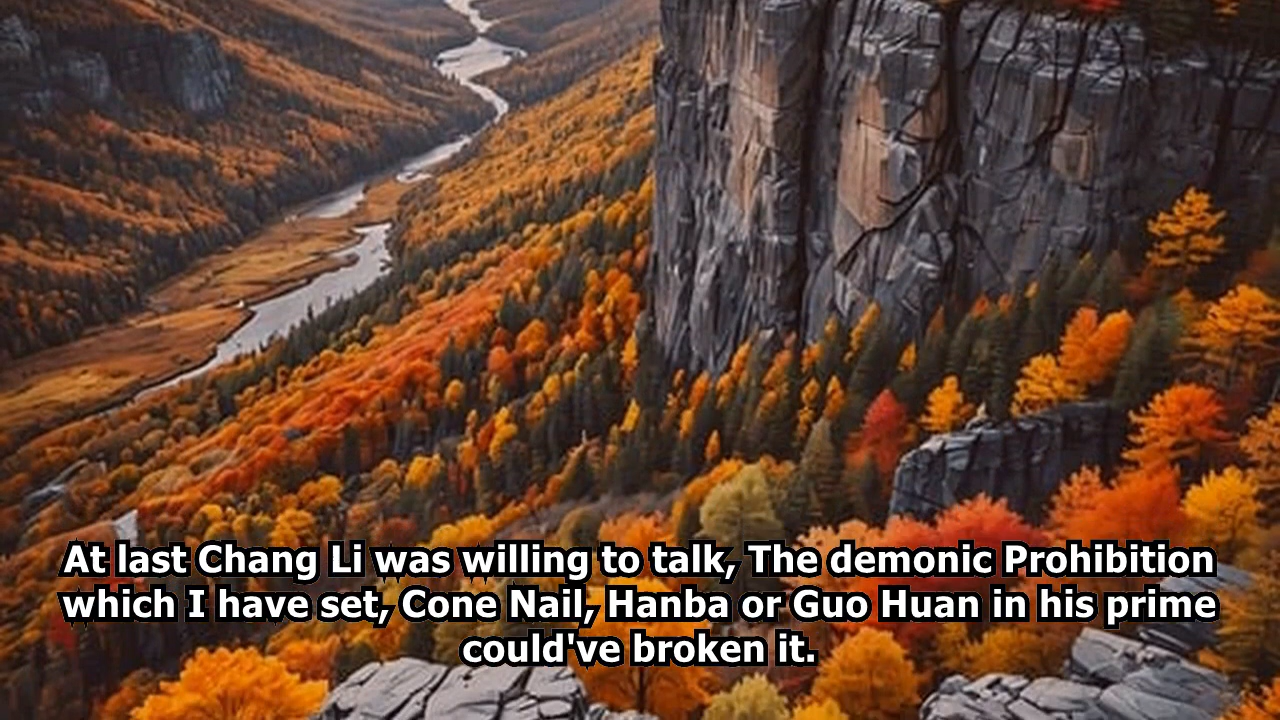 At last Chang Li was willing to talk, The demonic Prohibition
which I have set, Cone Nail, Hanba or Guo Huan in his prime
could've broken it.